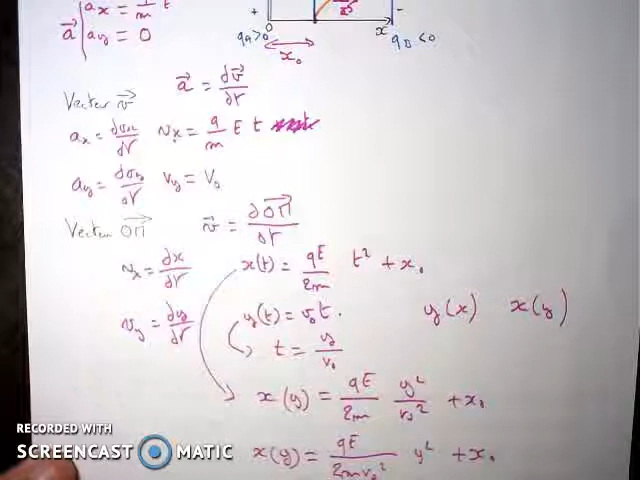 ax = t
a⃗ ay = 0
+ 0 x⃗ x -
qA>0 x₀ qB<0
Vecteur v⃗ a⃗ = dv⃗/dt
ax = dvx/dt vx = q/m E t
ay = dvy/dt vy = V₀
Vecteur OM⃗ v⃗ = dOM⃗/dt
vx = dx/dt x(t) = qE/2m t² + x₀
vy = dy/dt y(t) = v₀t. y(x) x(y)
t = y/v₀
x(y) = qE/2m y²/v₀² + x₀
x(y) = qE/2mv₀² y² + x₀
RECORDED WITH
SCREENCAST O MATIC